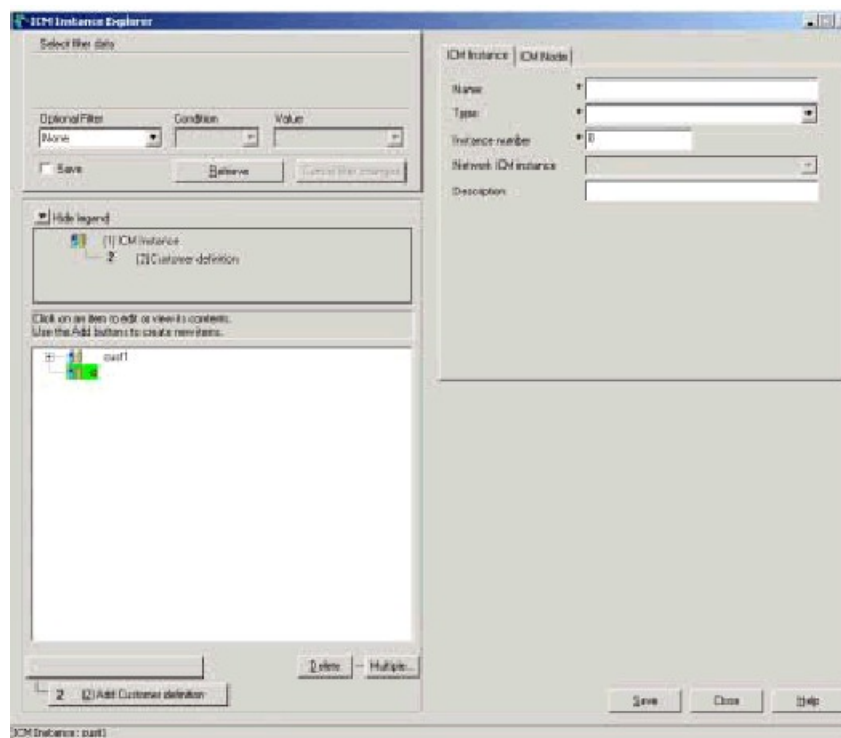 ICM Instance Explorer
Select filter data
Optional Filter
Condition
Value
None
Save
Retrieve
Cancel filter changes
Hide legend
(1) ICM Instance
2 (2) Customer definition
Click on an item to edit or view its contents.
Use the Add buttons to create new items.
cust1
Delete
Multiple...
2 (2) Add Customer definition
ICM Instance
ICM Node
Name *
Type *
Instance number * 0
Network ICM instance
Description
Save
Close
Help
ICM Instance : cust1